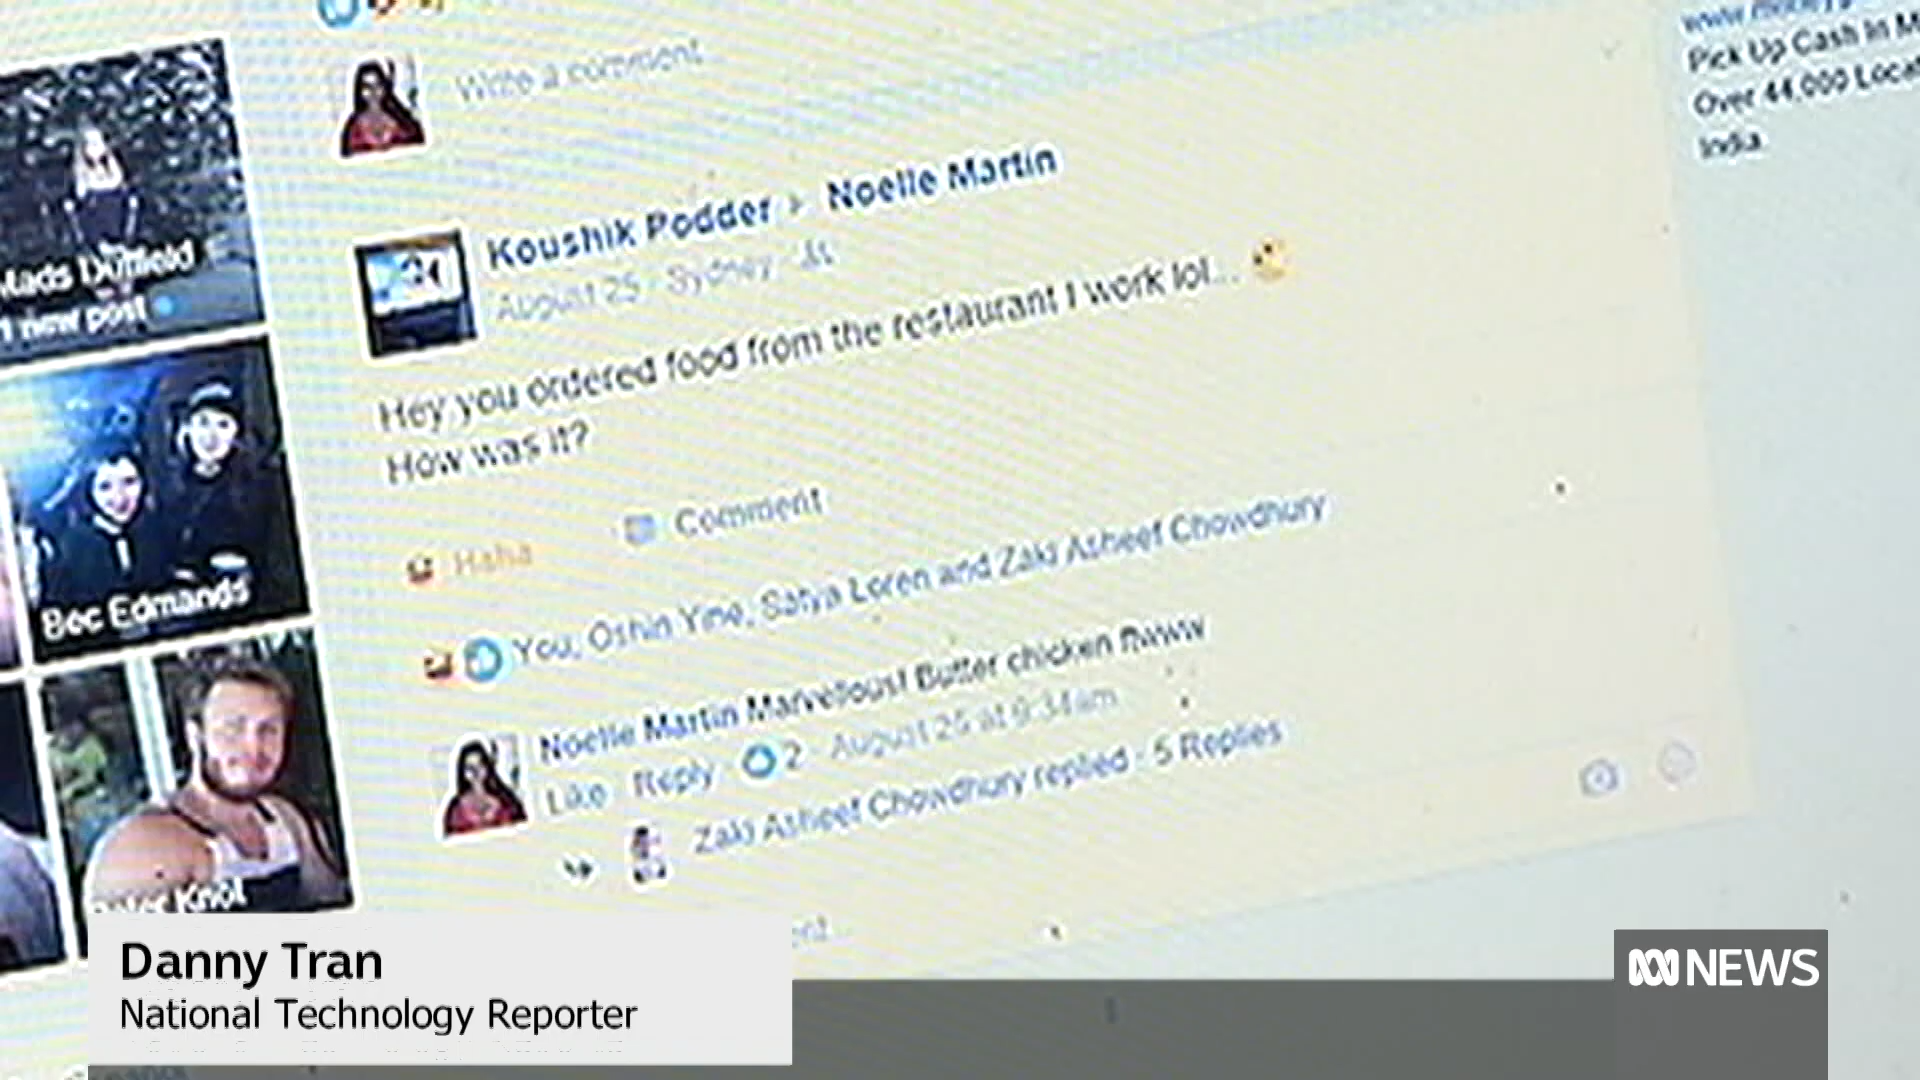 Write a comment
Koushik Podder Noelle Martin
August 25 · Sydney
Hey you ordered food from the restaurant I work lol...
How was it?
Haha Comment
You, Oshin Yine, Satya Loren and Zaki Asheef Chowdhury
Noelle Martin Marvellous! Butter chicken ftwww
Like Reply 2 August 25 at 9:34am
Zaki Asheef Chowdhury replied · 5 Replies
Pick Up Cash In
Over 44,000
India
Mads Duffield
1 new post
Bec Edmands
Knol
Danny Tran
National Technology Reporter
NEWS